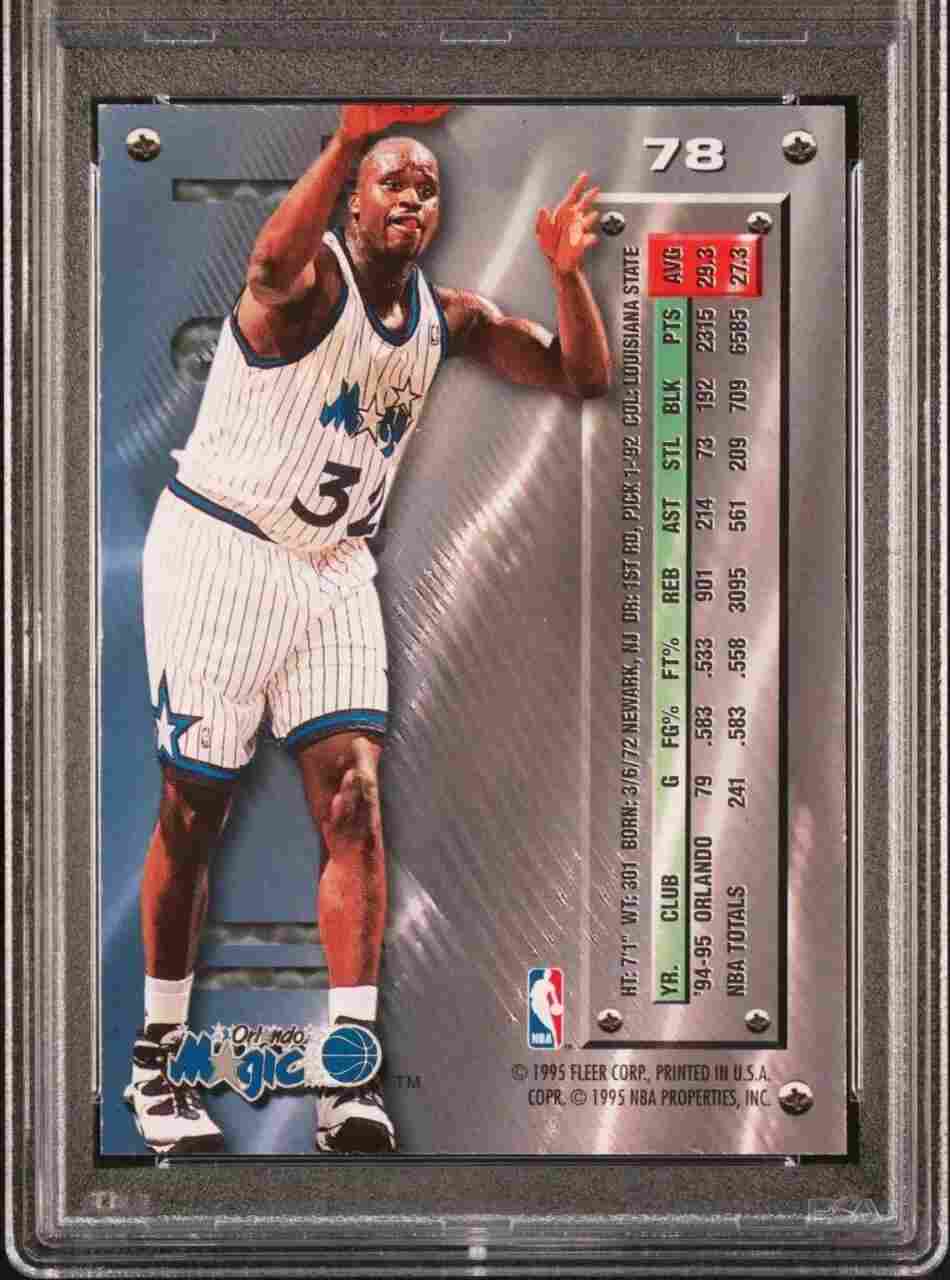 78
HT: 7'1" WT: 301 BORN: 3/6/72 NEWARK, NJ DR: 1ST RD, PICK 1-92 COL: LOUISIANA STATE
YR. CLUB G FG% FT% REB AST STL BLK PTS AVG
'94-95 ORLANDO 79 .583 .533 901 214 73 192 2315 29.3
NBA TOTALS 241 .583 .558 3095 561 209 709 6585 27.3
Magic
32
Orlando
Magic
TM
NBA
© 1995 FLEER CORP., PRINTED IN U.S.A.
COPR. © 1995 NBA PROPERTIES, INC.
PSA